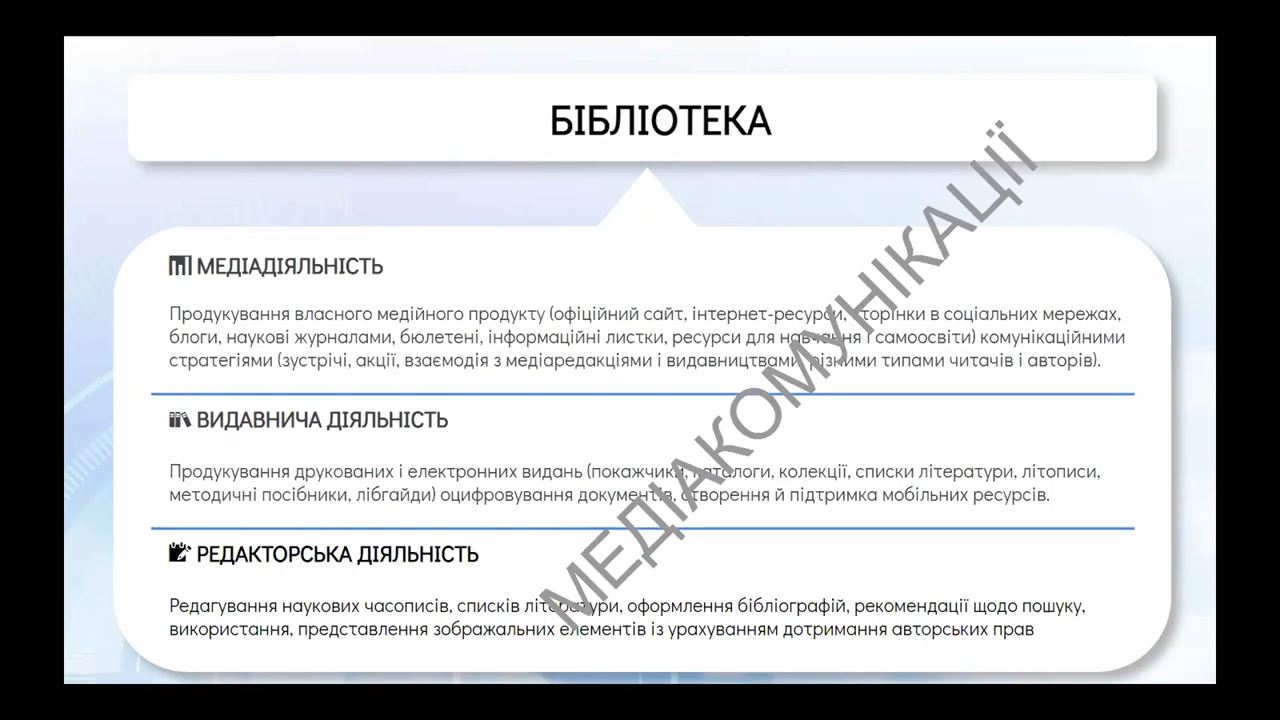 БІБЛІОТЕКА
МЕДІАДІЯЛЬНІСТЬ
Продукування власного медійного продукту (офіційний сайт, інтернет-ресурси, сторінки в соціальних мережах,
блоги, наукові журналами, бюлетені, інформаційні листки, ресурси для навчання і самоосвіти) комунікаційними
стратегіями (зустрічі, акції, взаємодія з медіаредакціями і видавництвами, різними типами читачів і авторів).
ВИДАВНИЧА ДІЯЛЬНІСТЬ
Продукування друкованих і електронних видань (покажчики, каталоги, колекції, списки літератури, літописи,
методичні посібники, лібгайди) оцифровування документів, створення й підтримка мобільних ресурсів.
РЕДАКТОРСЬКА ДІЯЛЬНІСТЬ
Редагування наукових часописів, списків літератури, оформлення бібліографій, рекомендації щодо пошуку,
використання, представлення зображальних елементів із урахуванням дотримання авторських прав
МЕДІАКОМУНІКАЦІЇ